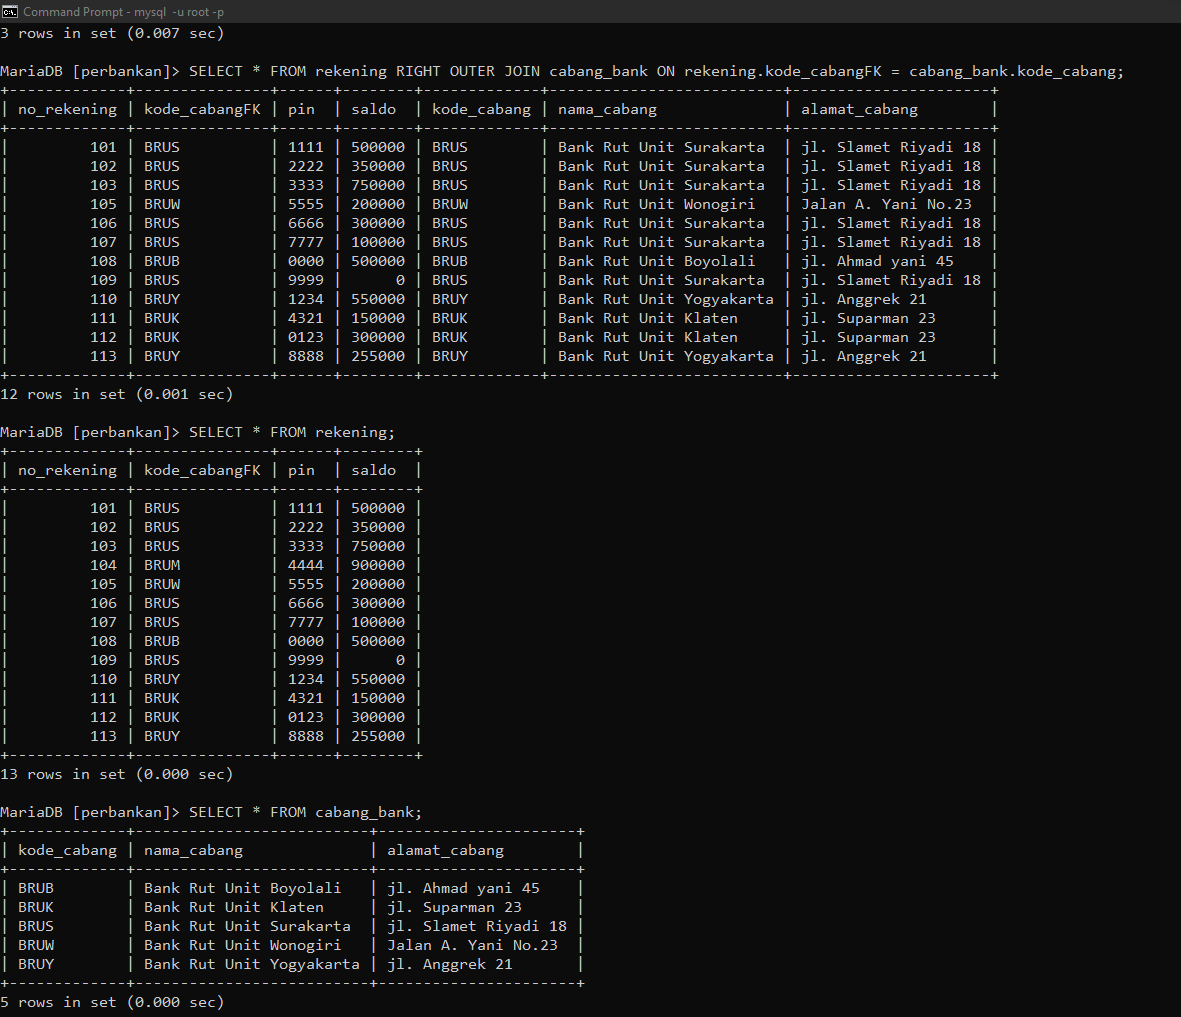 Command Prompt - mysql  -u root -p
3 rows in set (0.007 sec)
MariaDB [perbankan]> SELECT * FROM rekening RIGHT OUTER JOIN cabang_bank ON rekening.kode_cabangFK = cabang_bank.kode_cabang;
+-------------+---------------+------+--------+-------------+--------------------------+----------------------+
| no_rekening | kode_cabangFK | pin  | saldo  | kode_cabang | nama_cabang              | alamat_cabang        |
+-------------+---------------+------+--------+-------------+--------------------------+----------------------+
|         101 | BRUS          | 1111 | 500000 | BRUS        | Bank Rut Unit Surakarta  | jl. Slamet Riyadi 18 |
|         102 | BRUS          | 2222 | 350000 | BRUS        | Bank Rut Unit Surakarta  | jl. Slamet Riyadi 18 |
|         103 | BRUS          | 3333 | 750000 | BRUS        | Bank Rut Unit Surakarta  | jl. Slamet Riyadi 18 |
|         105 | BRUW          | 5555 | 200000 | BRUW        | Bank Rut Unit Wonogiri   | Jalan A. Yani No.23  |
|         106 | BRUS          | 6666 | 300000 | BRUS        | Bank Rut Unit Surakarta  | jl. Slamet Riyadi 18 |
|         107 | BRUS          | 7777 | 100000 | BRUS        | Bank Rut Unit Surakarta  | jl. Slamet Riyadi 18 |
|         108 | BRUB          | 0000 | 500000 | BRUB        | Bank Rut Unit Boyolali   | jl. Ahmad yani 45    |
|         109 | BRUS          | 9999 |      0 | BRUS        | Bank Rut Unit Surakarta  | jl. Slamet Riyadi 18 |
|         110 | BRUY          | 1234 | 550000 | BRUY        | Bank Rut Unit Yogyakarta | jl. Anggrek 21       |
|         111 | BRUK          | 4321 | 150000 | BRUK        | Bank Rut Unit Klaten     | jl. Suparman 23      |
|         112 | BRUK          | 0123 | 300000 | BRUK        | Bank Rut Unit Klaten     | jl. Suparman 23      |
|         113 | BRUY          | 8888 | 255000 | BRUY        | Bank Rut Unit Yogyakarta | jl. Anggrek 21       |
+-------------+---------------+------+--------+-------------+--------------------------+----------------------+
12 rows in set (0.001 sec)
MariaDB [perbankan]> SELECT * FROM rekening;
+-------------+---------------+------+--------+
| no_rekening | kode_cabangFK | pin  | saldo  |
+-------------+---------------+------+--------+
|         101 | BRUS          | 1111 | 500000 |
|         102 | BRUS          | 2222 | 350000 |
|         103 | BRUS          | 3333 | 750000 |
|         104 | BRUM          | 4444 | 900000 |
|         105 | BRUW          | 5555 | 200000 |
|         106 | BRUS          | 6666 | 300000 |
|         107 | BRUS          | 7777 | 100000 |
|         108 | BRUB          | 0000 | 500000 |
|         109 | BRUS          | 9999 |      0 |
|         110 | BRUY          | 1234 | 550000 |
|         111 | BRUK          | 4321 | 150000 |
|         112 | BRUK          | 0123 | 300000 |
|         113 | BRUY          | 8888 | 255000 |
+-------------+---------------+------+--------+
13 rows in set (0.000 sec)
MariaDB [perbankan]> SELECT * FROM cabang_bank;
+-------------+--------------------------+----------------------+
| kode_cabang | nama_cabang              | alamat_cabang        |
+-------------+--------------------------+----------------------+
| BRUB        | Bank Rut Unit Boyolali   | jl. Ahmad yani 45    |
| BRUK        | Bank Rut Unit Klaten     | jl. Suparman 23      |
| BRUS        | Bank Rut Unit Surakarta  | jl. Slamet Riyadi 18 |
| BRUW        | Bank Rut Unit Wonogiri   | Jalan A. Yani No.23  |
| BRUY        | Bank Rut Unit Yogyakarta | jl. Anggrek 21       |
+-------------+--------------------------+----------------------+
5 rows in set (0.000 sec)